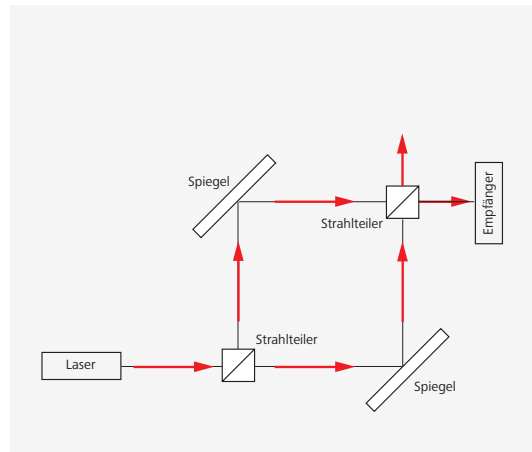 Spiegel
Strahlteiler
Empfänger
Strahlteiler
Laser
Spiegel